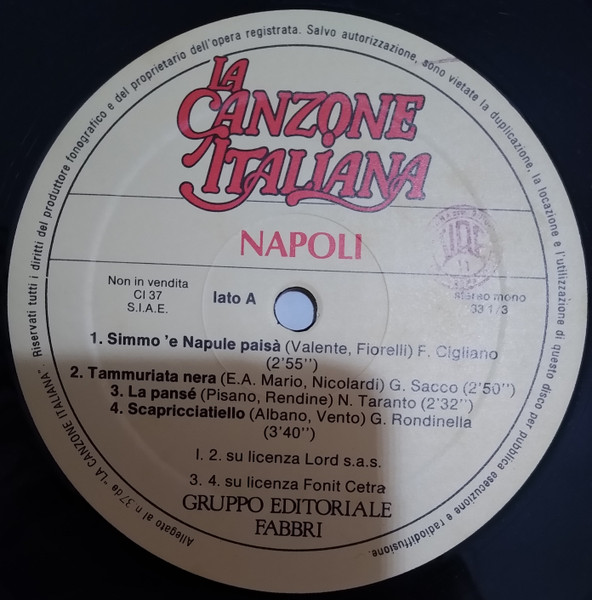 Riservati tutti i diritti del produttore fonografico e del proprietario dell'opera registrata. Salvo autorizzazione, sono vietate la duplicazione, la locazione e l'utilizzazione di questo disco per pubblica esecuzione e radiodiffusione.
LA
CANZONE
ITALIANA
NAPOLI
Non in vendita
CI 37
S.I.A.E.
lato A
stereo mono
33 1/3
1. Simmo 'e Napule paisà (Valente, Fiorelli) F. Cigliano
(2'55'')
2. Tammuriata nera (E.A. Mario, Nicolardi) G. Sacco (2'50'')
3. La pansé (Pisano, Rendine) N. Taranto (2'32'')
4. Scapricciatiello (Albano, Vento) G. Rondinella
(3'40'')
I. 2. su licenza Lord s.a.s.
3. 4. su licenza Fonit Cetra
GRUPPO EDITORIALE
FABBRI
Allegato al n 37 de "LA CANZONE ITALIANA"